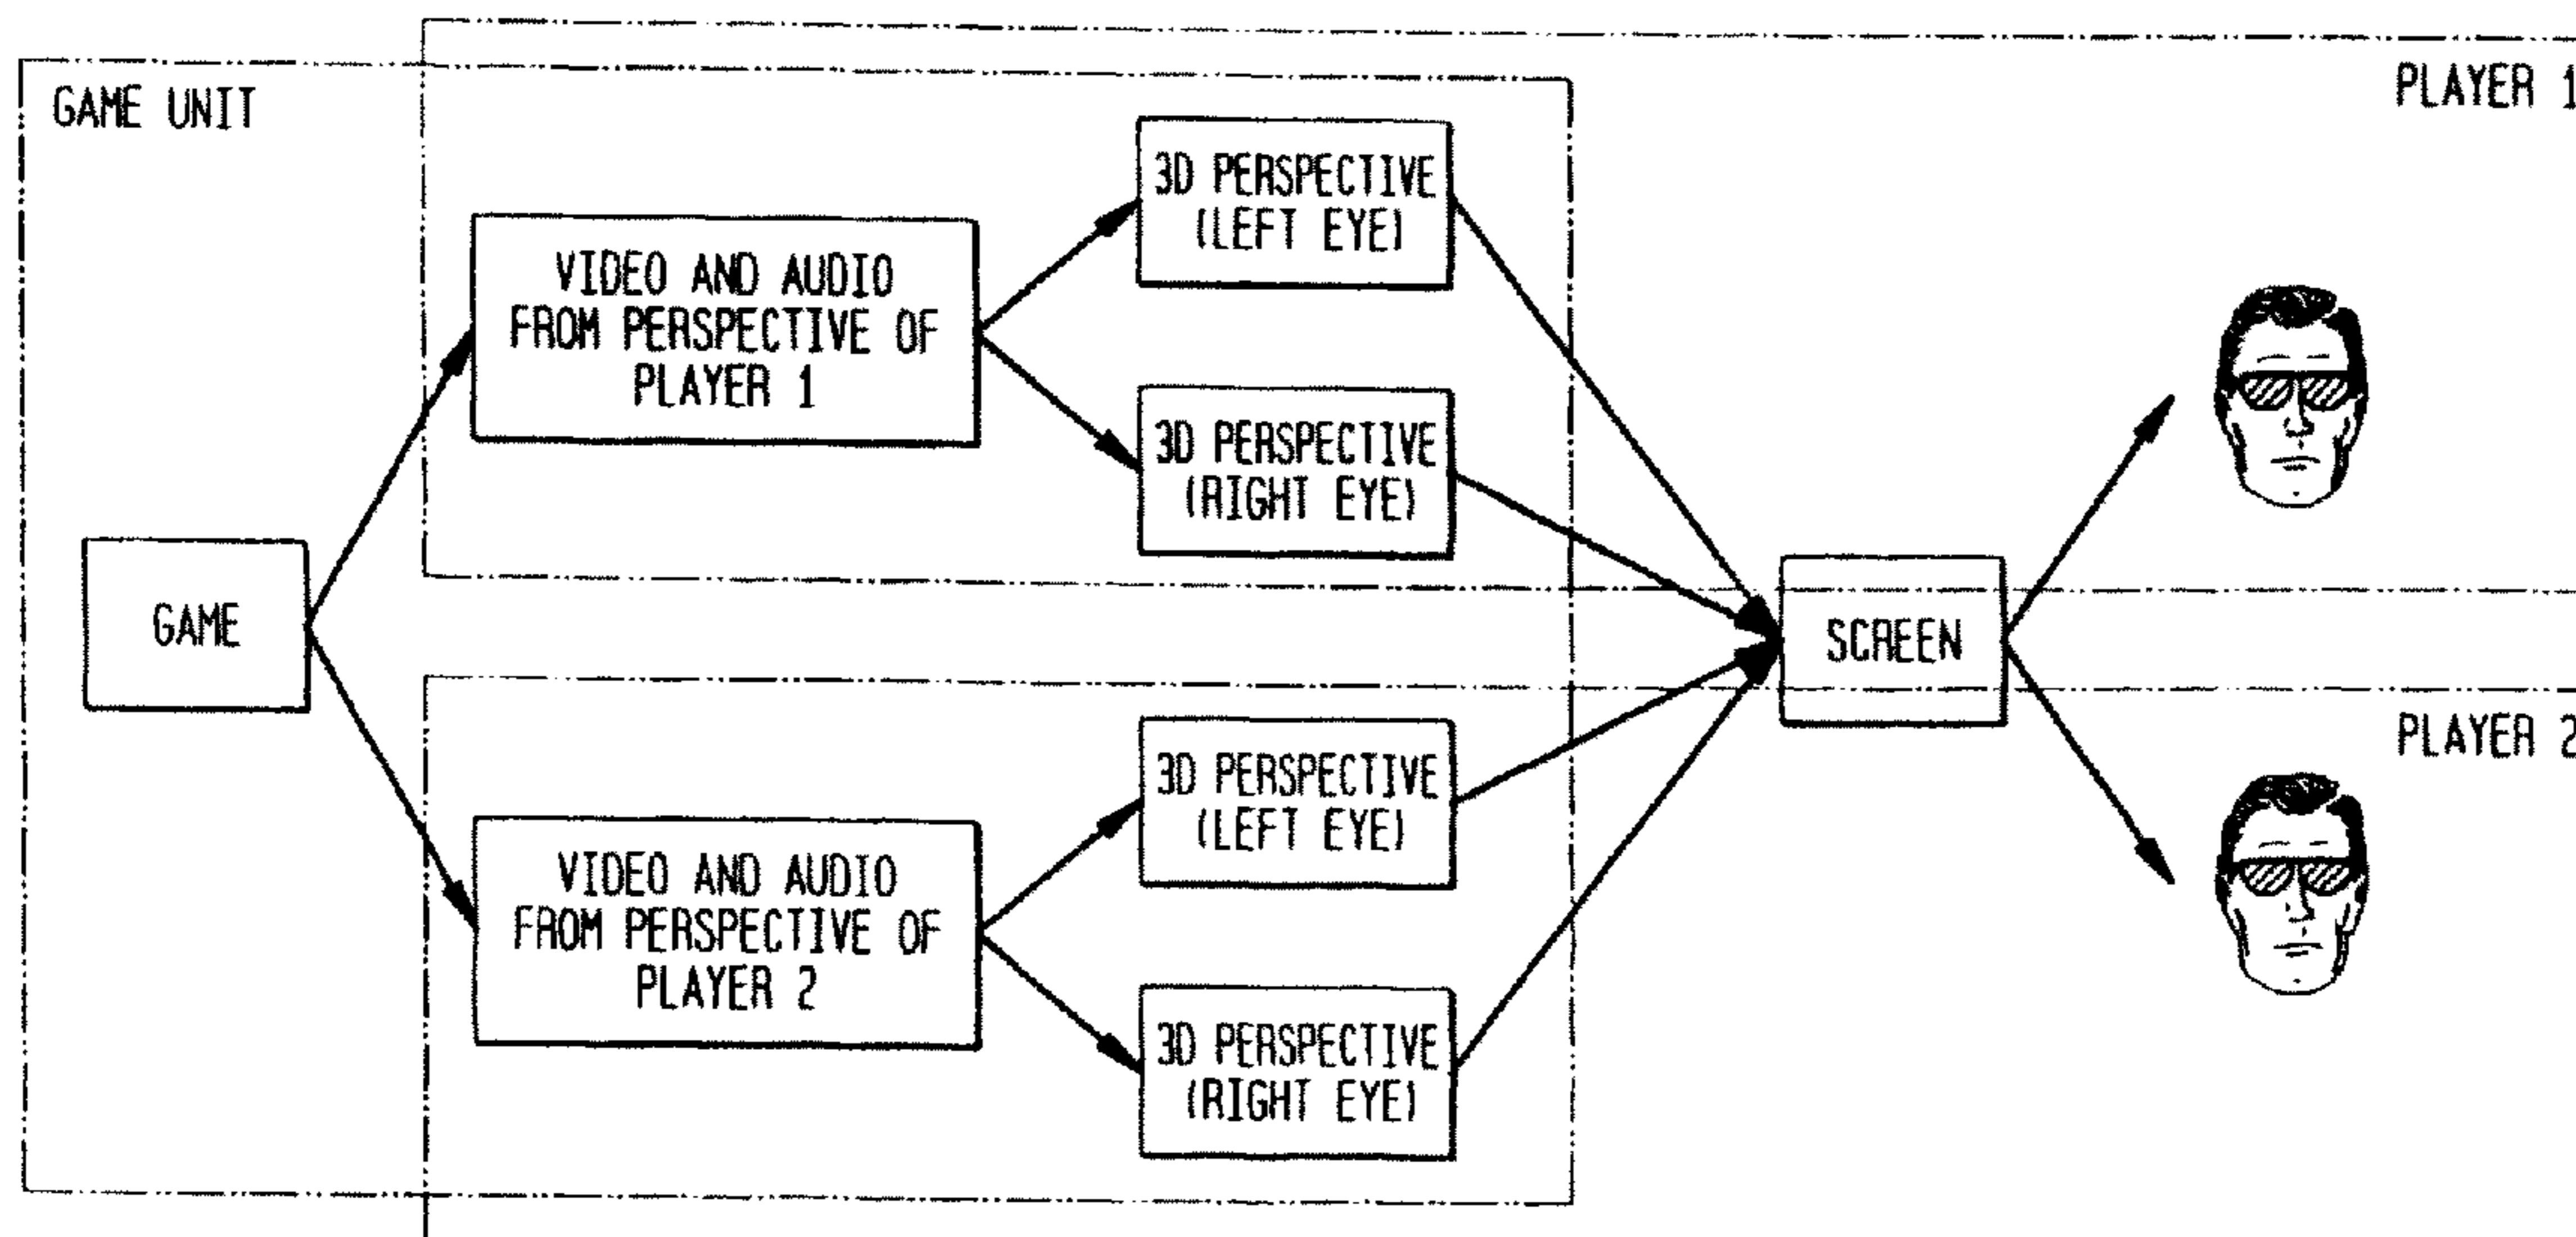 GAME UNIT
PLAYER 1
3D PERSPECTIVE
(LEFT EYE)
VIDEO AND AUDIO
FROM PERSPECTIVE OF
PLAYER 1
3D PERSPECTIVE
(RIGHT EYE)
GAME
SCREEN
PLAYER 2
3D PERSPECTIVE
(LEFT EYE)
VIDEO AND AUDIO
FROM PERSPECTIVE OF
PLAYER 2
3D PERSPECTIVE
(RIGHT EYE)